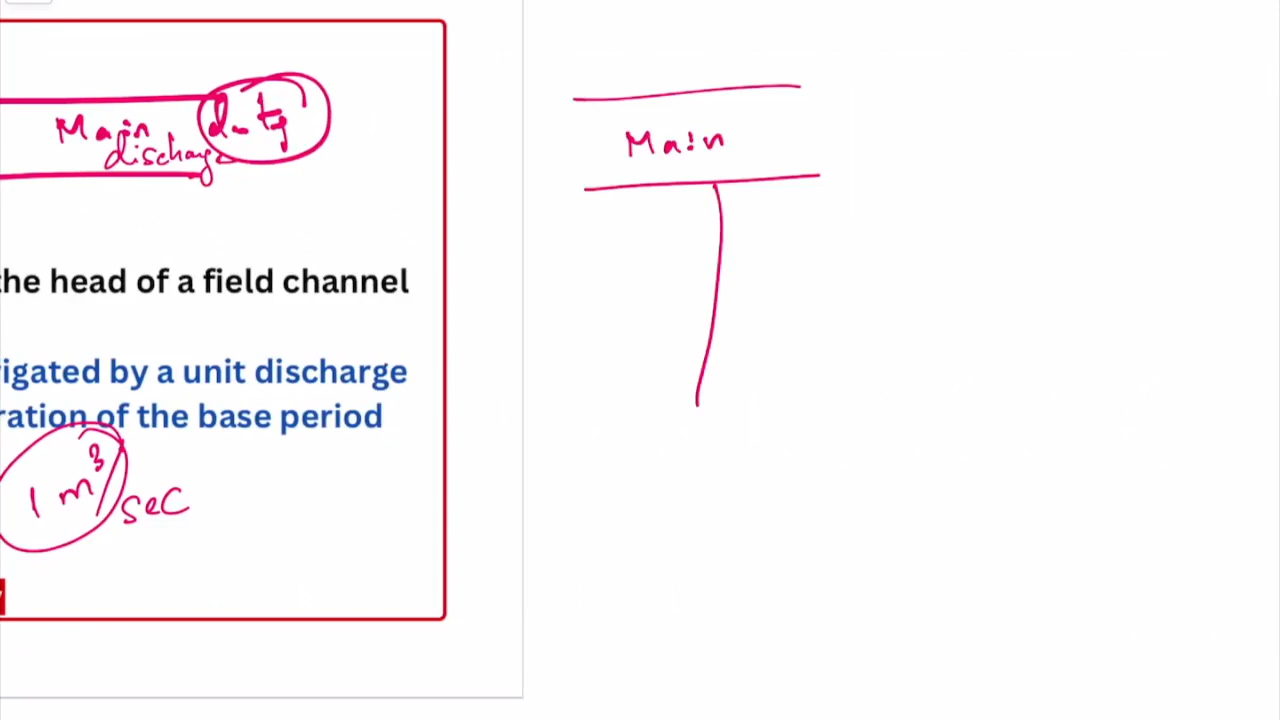 Main duty
discharge
the head of a field channel
igated by a unit discharge
ration of the base period
1 m³/sec
Main